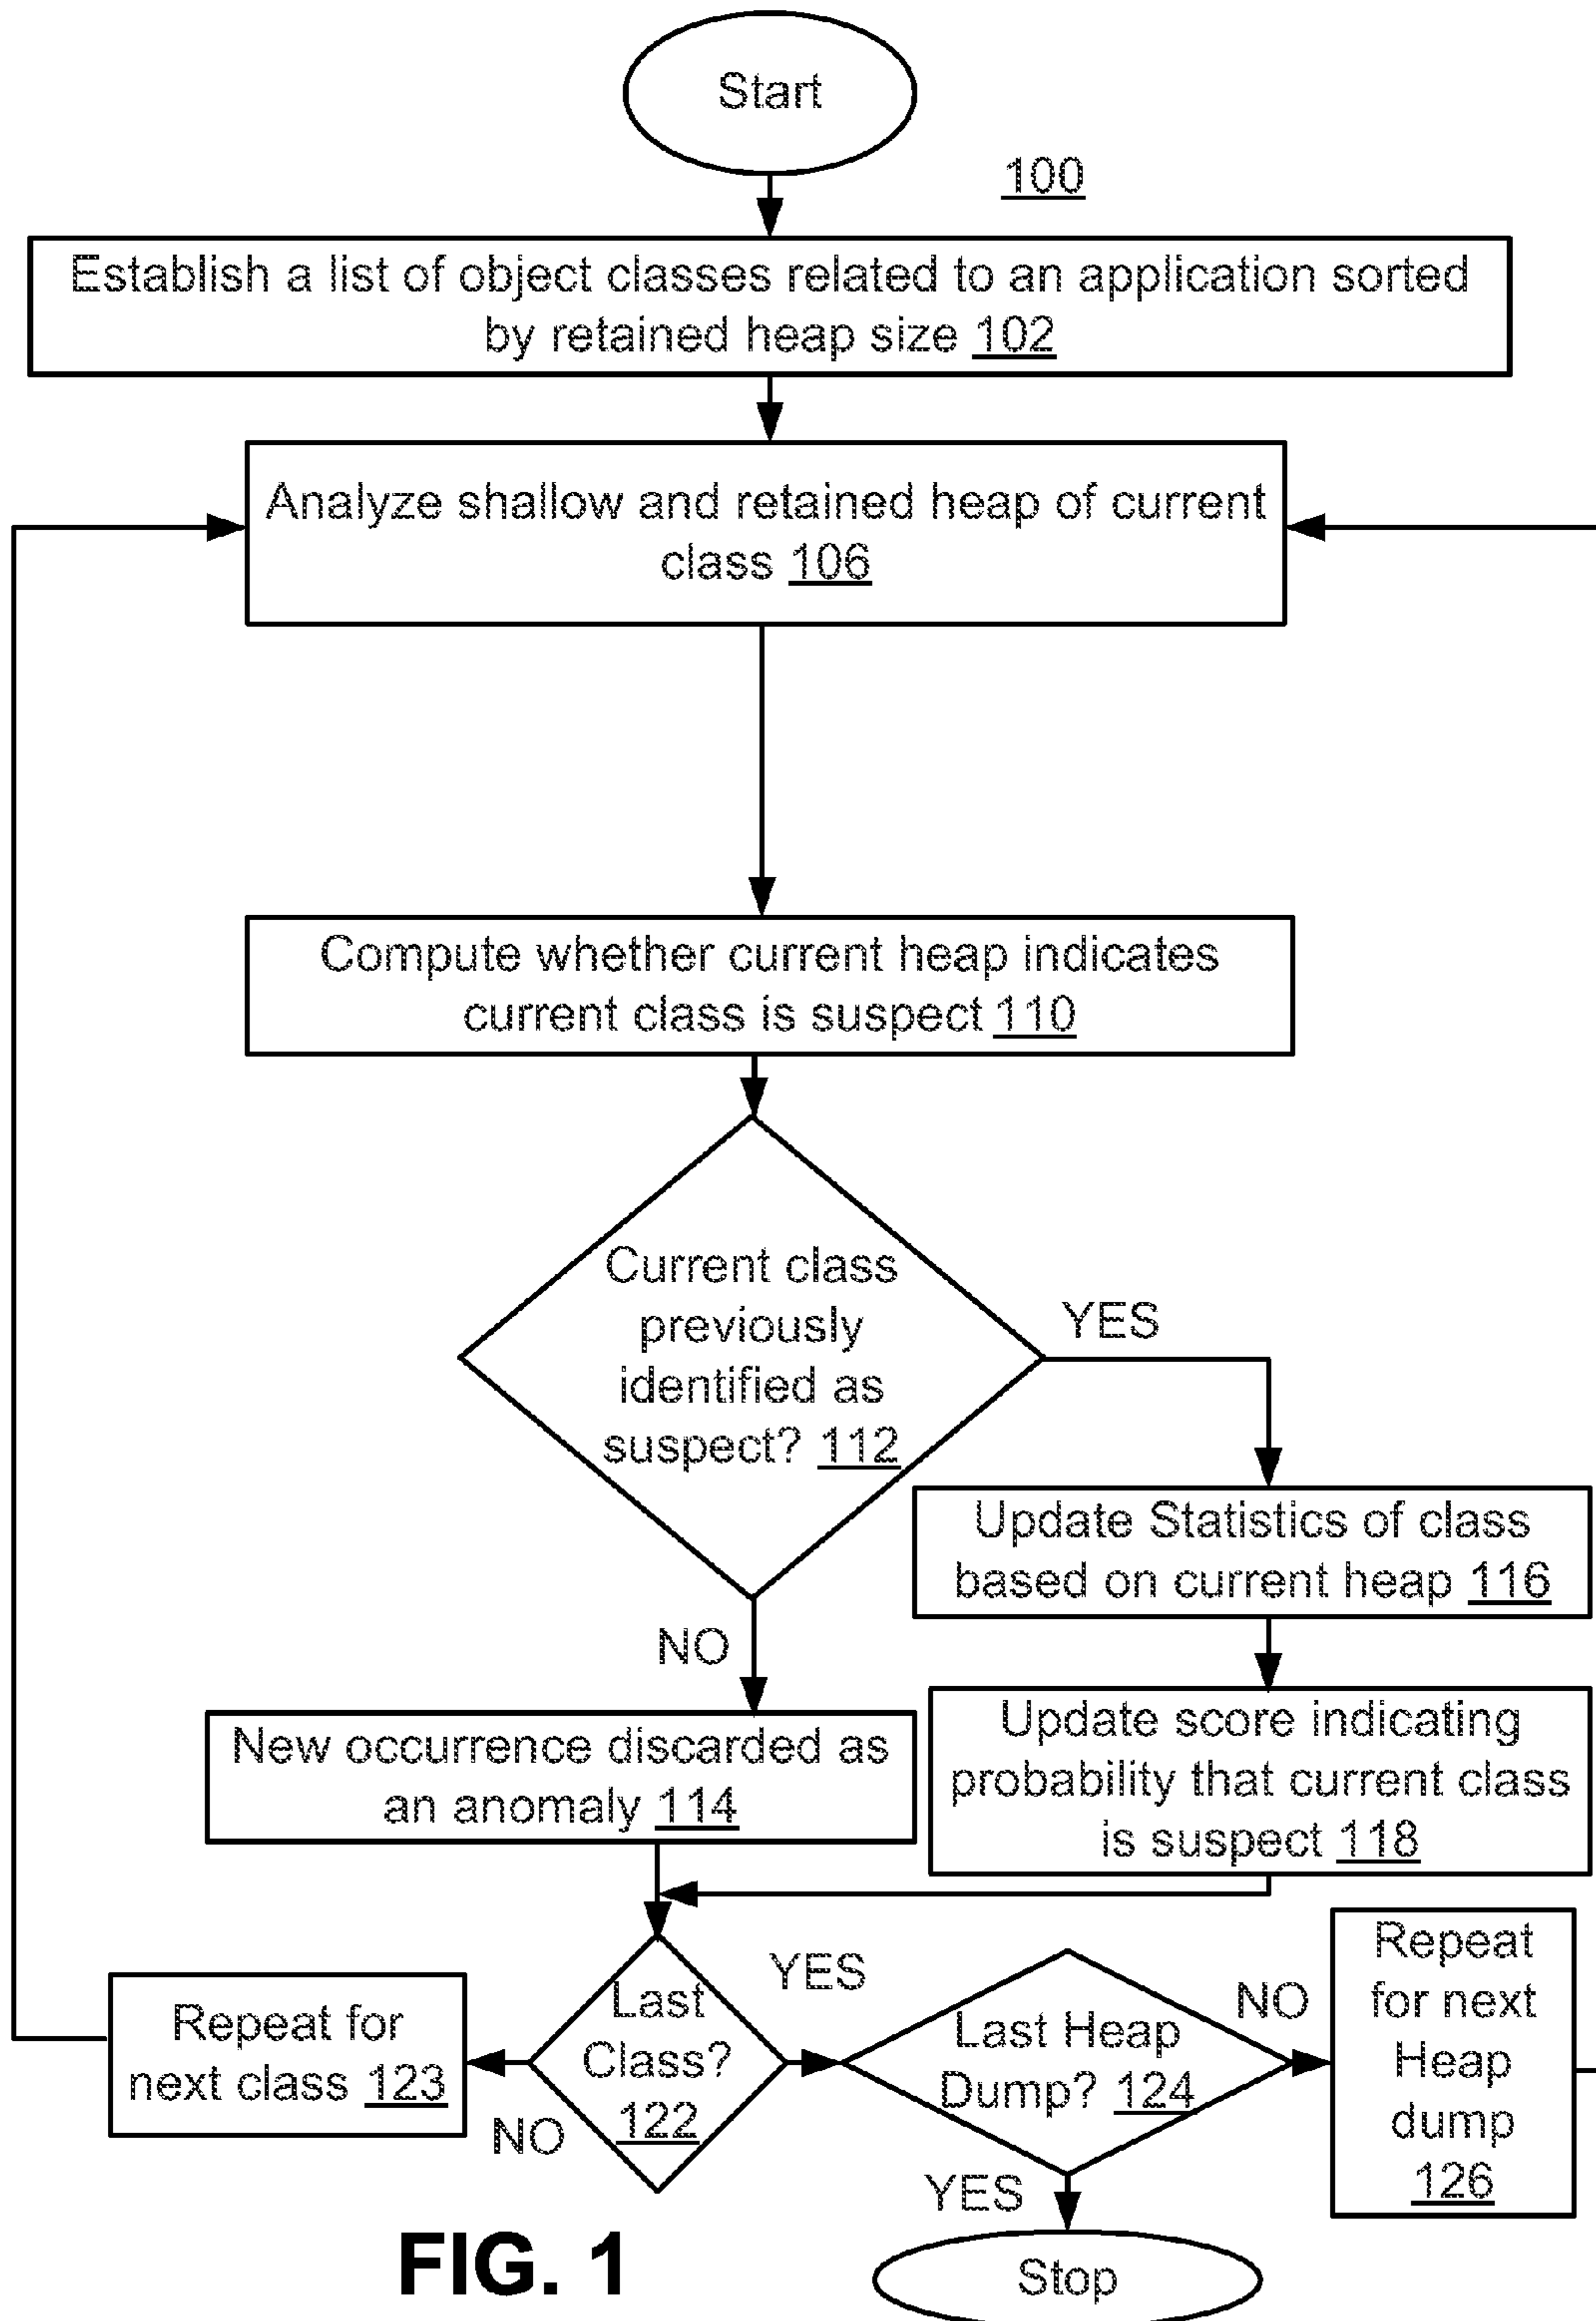 Start
100
Establish a list of object classes related to an application sorted
by retained heap size 102
Analyze shallow and retained heap of current
class 106
Compute whether current heap indicates
current class is suspect 110
Current class
previously
identified as
suspect? 112
YES
NO
Update Statistics of class
based on current heap 116
New occurrence discarded as
an anomaly 114
Update score indicating
probability that current class
is suspect 118
Repeat for
next class 123
NO
Last
Class?
122
YES
Last Heap
Dump? 124
NO
Repeat
for next
Heap
dump
126
YES
Stop
FIG. 1